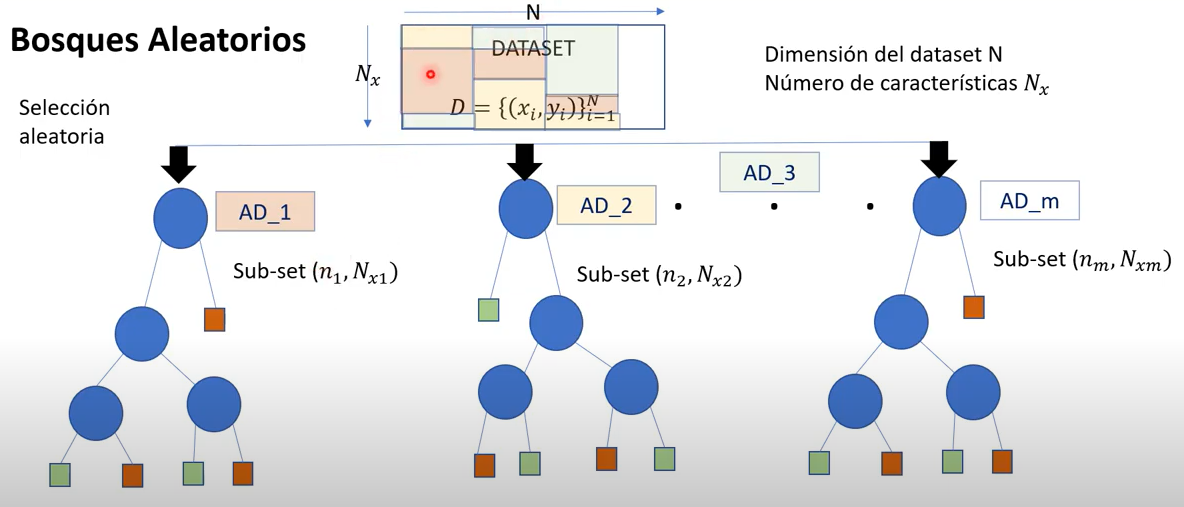 Bosques Aleatorios
N
DATASET
N_x
D = {(x_i, y_i)}_{i=1}^N
Dimensión del dataset N
Número de características N_x
Selección
aleatoria
AD_1
AD_2
AD_3
AD_m
Sub-set (n_1, N_{x1})
Sub-set (n_2, N_{x2})
Sub-set (n_m, N_{xm})